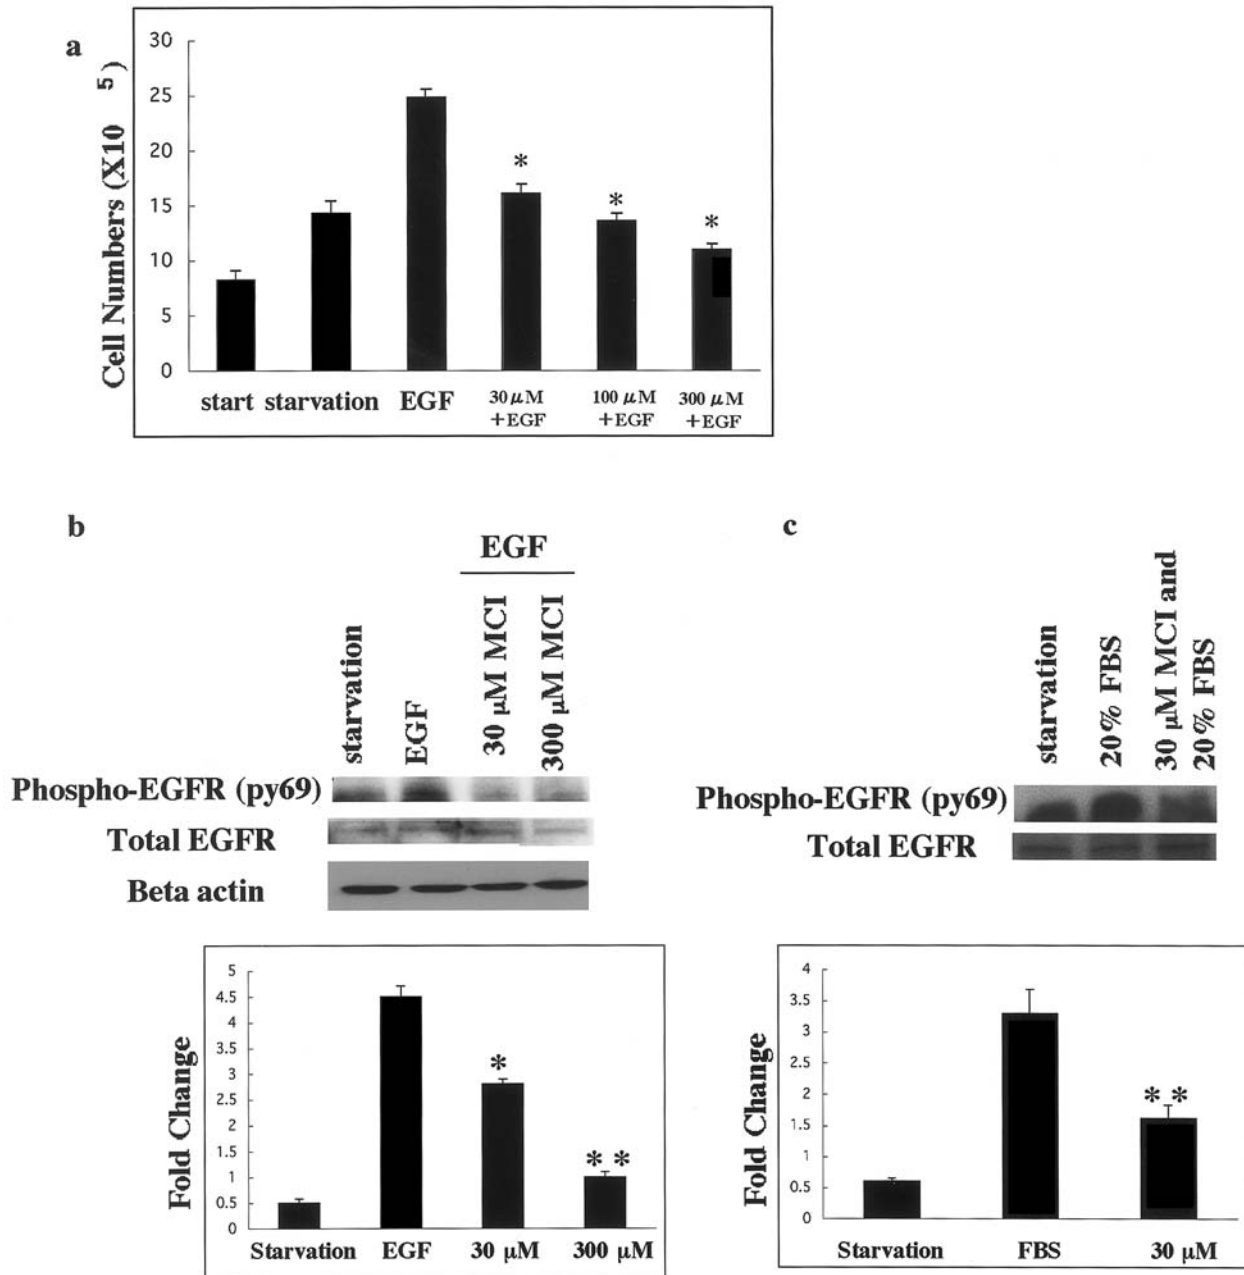 a
Cell Numbers (X10 5)
30
25
20
15
10
5
0
*
*
*
start starvation EGF 30 μM +EGF 100 μM +EGF 300 μM +EGF
b
EGF
starvation
EGF
30 μM MCI
300 μM MCI
Phospho-EGFR (py69)
Total EGFR
Beta actin
Fold Change
5
4.5
4
3.5
3
2.5
2
1.5
1
0.5
0
*
* *
Starvation EGF 30 μM 300 μM
c
starvation
20% FBS
30 μM MCI and
20% FBS
Phospho-EGFR (py69)
Total EGFR
Fold Change
4
3.5
3
2.5
2
1.5
1
0.5
0
* *
Starvation FBS 30 μM